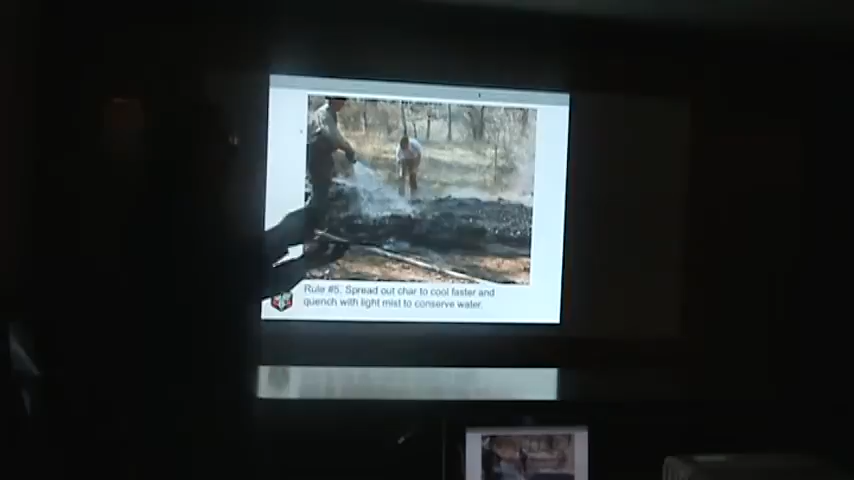 Rule #5. Spread out char to cool faster and
quench with light mist to conserve water.